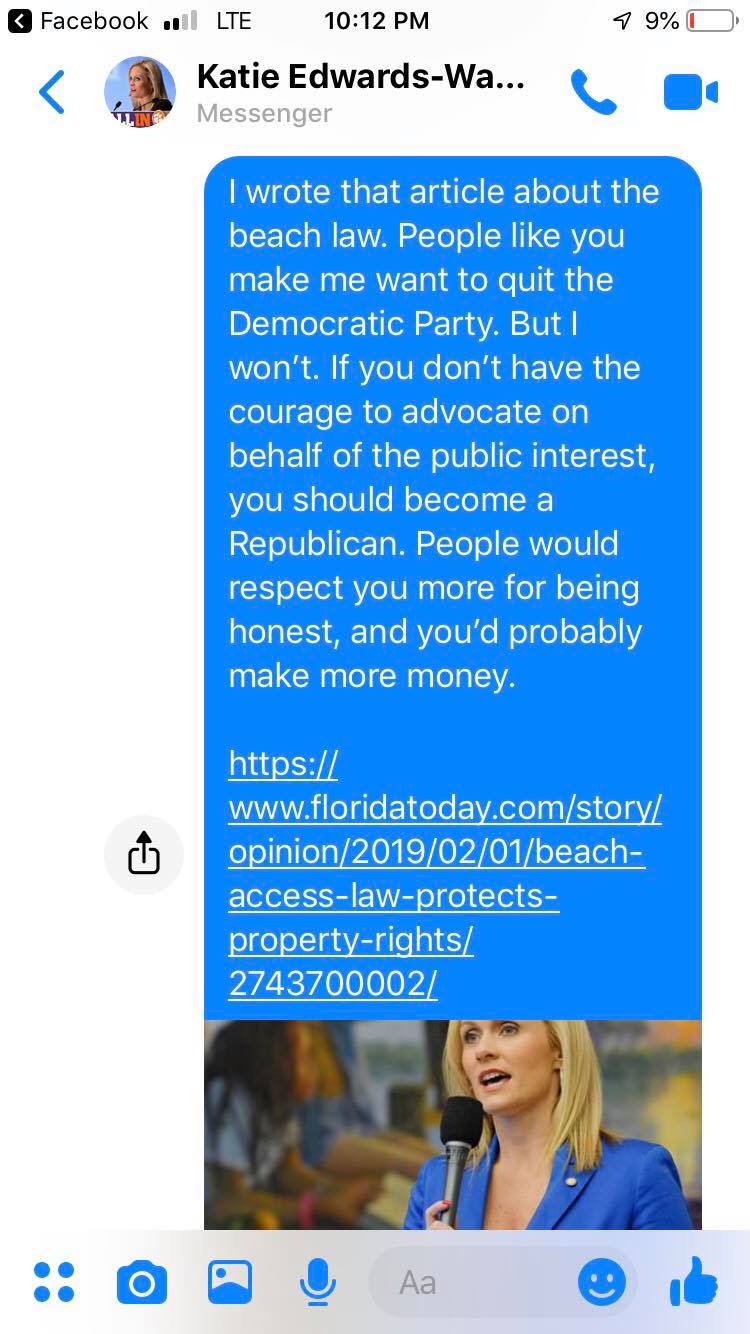 Facebook LTE 10:12 PM 9%
Katie Edwards-Wa...
Messenger
LLIN
I wrote that article about the
beach law. People like you
make me want to quit the
Democratic Party. But I
won’t. If you don’t have the
courage to advocate on
behalf of the public interest,
you should become a
Republican. People would
respect you more for being
honest, and you’d probably
make more money.
https://
www.floridatoday.com/story/
opinion/2019/02/01/beach-
access-law-protects-
property-rights/
2743700002/
Aa